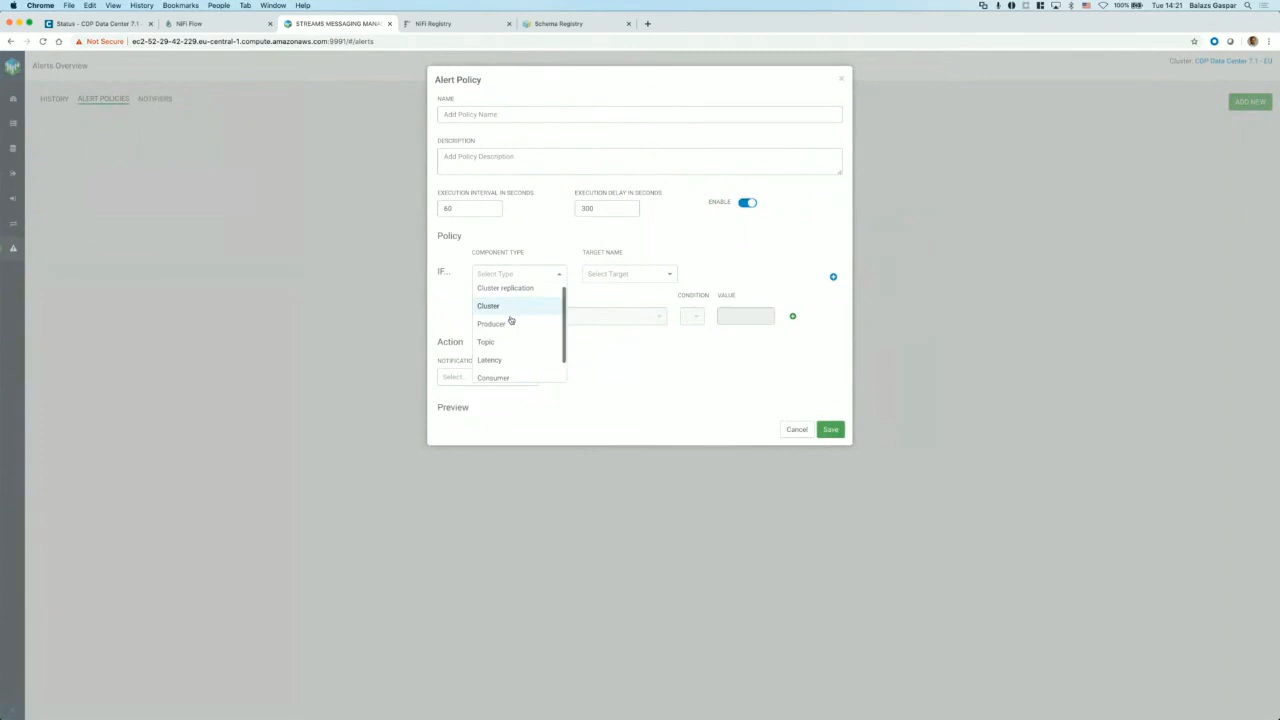 Chrome File Edit View History Bookmarks People Tab Window Help 100% Tue 14:21 Balazs Gaspar
Status - CDP Data Center 7.1 - NiFi Flow STREAMS MESSAGING MANA NiFi Registry Schema Registry
Not Secure ec2-52-29-42-229.eu-central-1.compute.amazonaws.com:9991/#/alerts
Alerts Overview Cluster: CDP Data Center 7.1 - EU
HISTORY ALERT POLICIES NOTIFIERS ADD NEW
Alert Policy
NAME
Add Policy Name
DESCRIPTION
Add Policy Description
EXECUTION INTERVAL IN SECONDS EXECUTION DELAY IN SECONDS
60 300 ENABLE
Policy
COMPONENT TYPE TARGET NAME
IF... Select Type Select Target
Cluster replication
CONDITION VALUE
Cluster
Producer
Action Topic
NOTIFICATIO Latency
Select... Consumer
Preview
Cancel Save